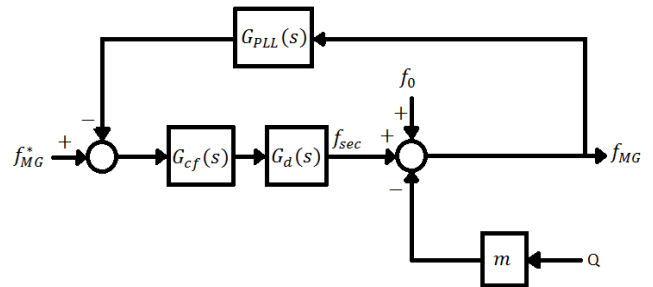 G_PLL(s)
f_0
−
+
+
+
f*_MG
G_cf(s)
G_d(s)
f_sec
f_MG
−
m
Q